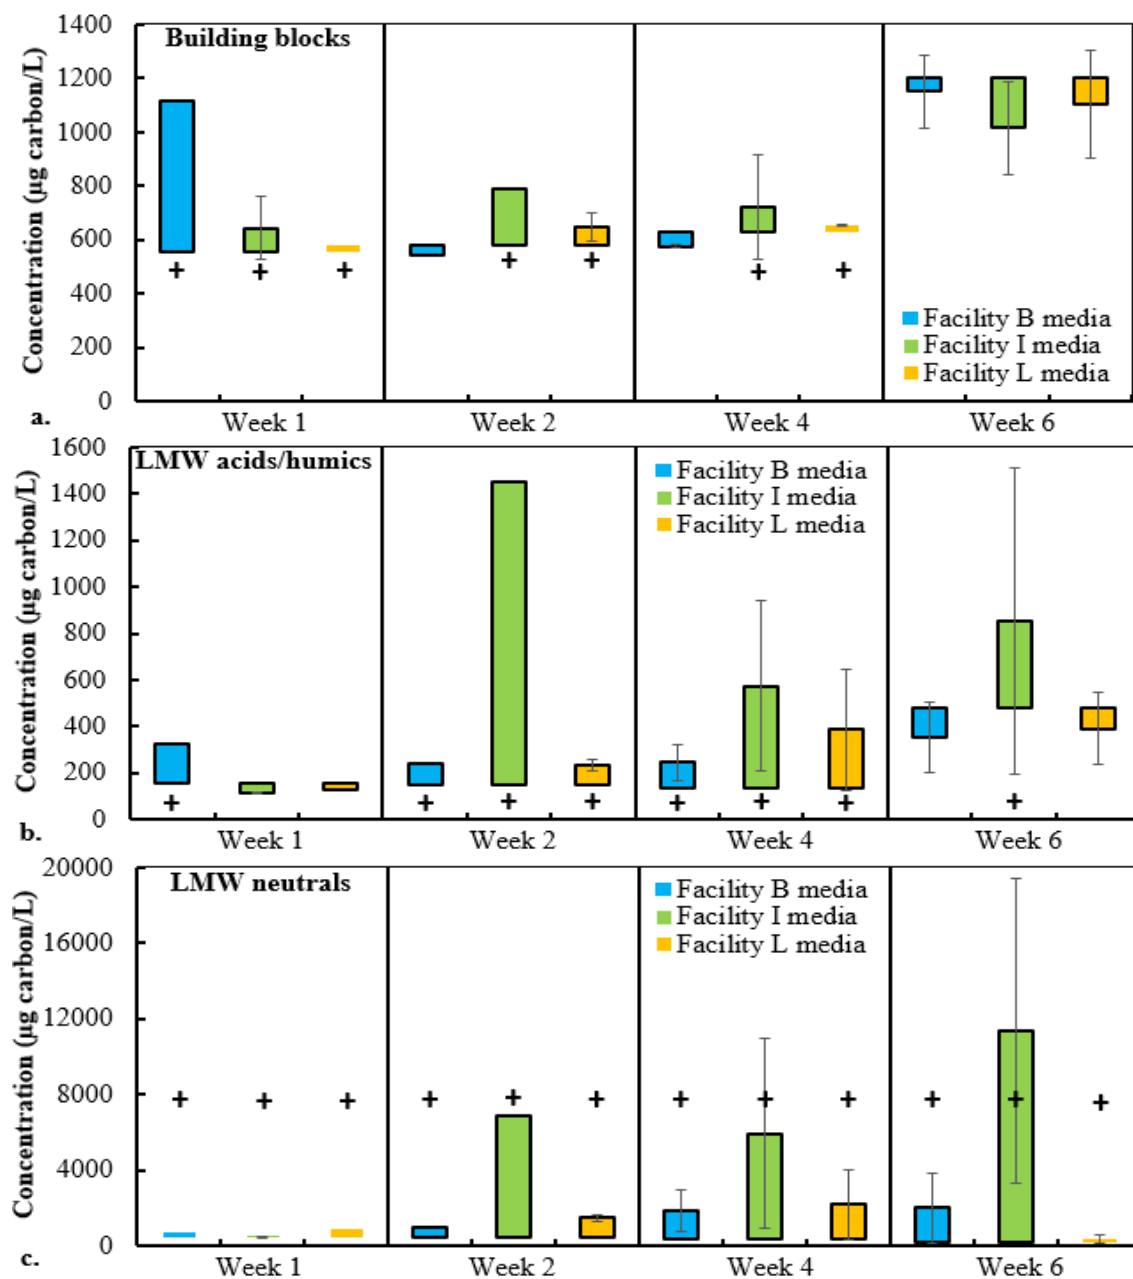 Concentration (µg carbon/L)
1400
1200
1000
800
600
400
200
0
Building blocks
+ + +
+ +
+ +
Facility B media
Facility I media
Facility L media
a.
Week 1 Week 2 Week 4 Week 6
Concentration (µg carbon/L)
1600
1400
1200
1000
800
600
400
200
0
LMW acids/humics
Facility B media
Facility I media
Facility L media
+
+ + +
+ + +
+
b.
Week 1 Week 2 Week 4 Week 6
Concentration (µg carbon/L)
20000
16000
12000
8000
4000
0
LMW neutrals
Facility B media
Facility I media
Facility L media
+ + +
+ + +
+ + +
+ + +
c.
Week 1 Week 2 Week 4 Week 6